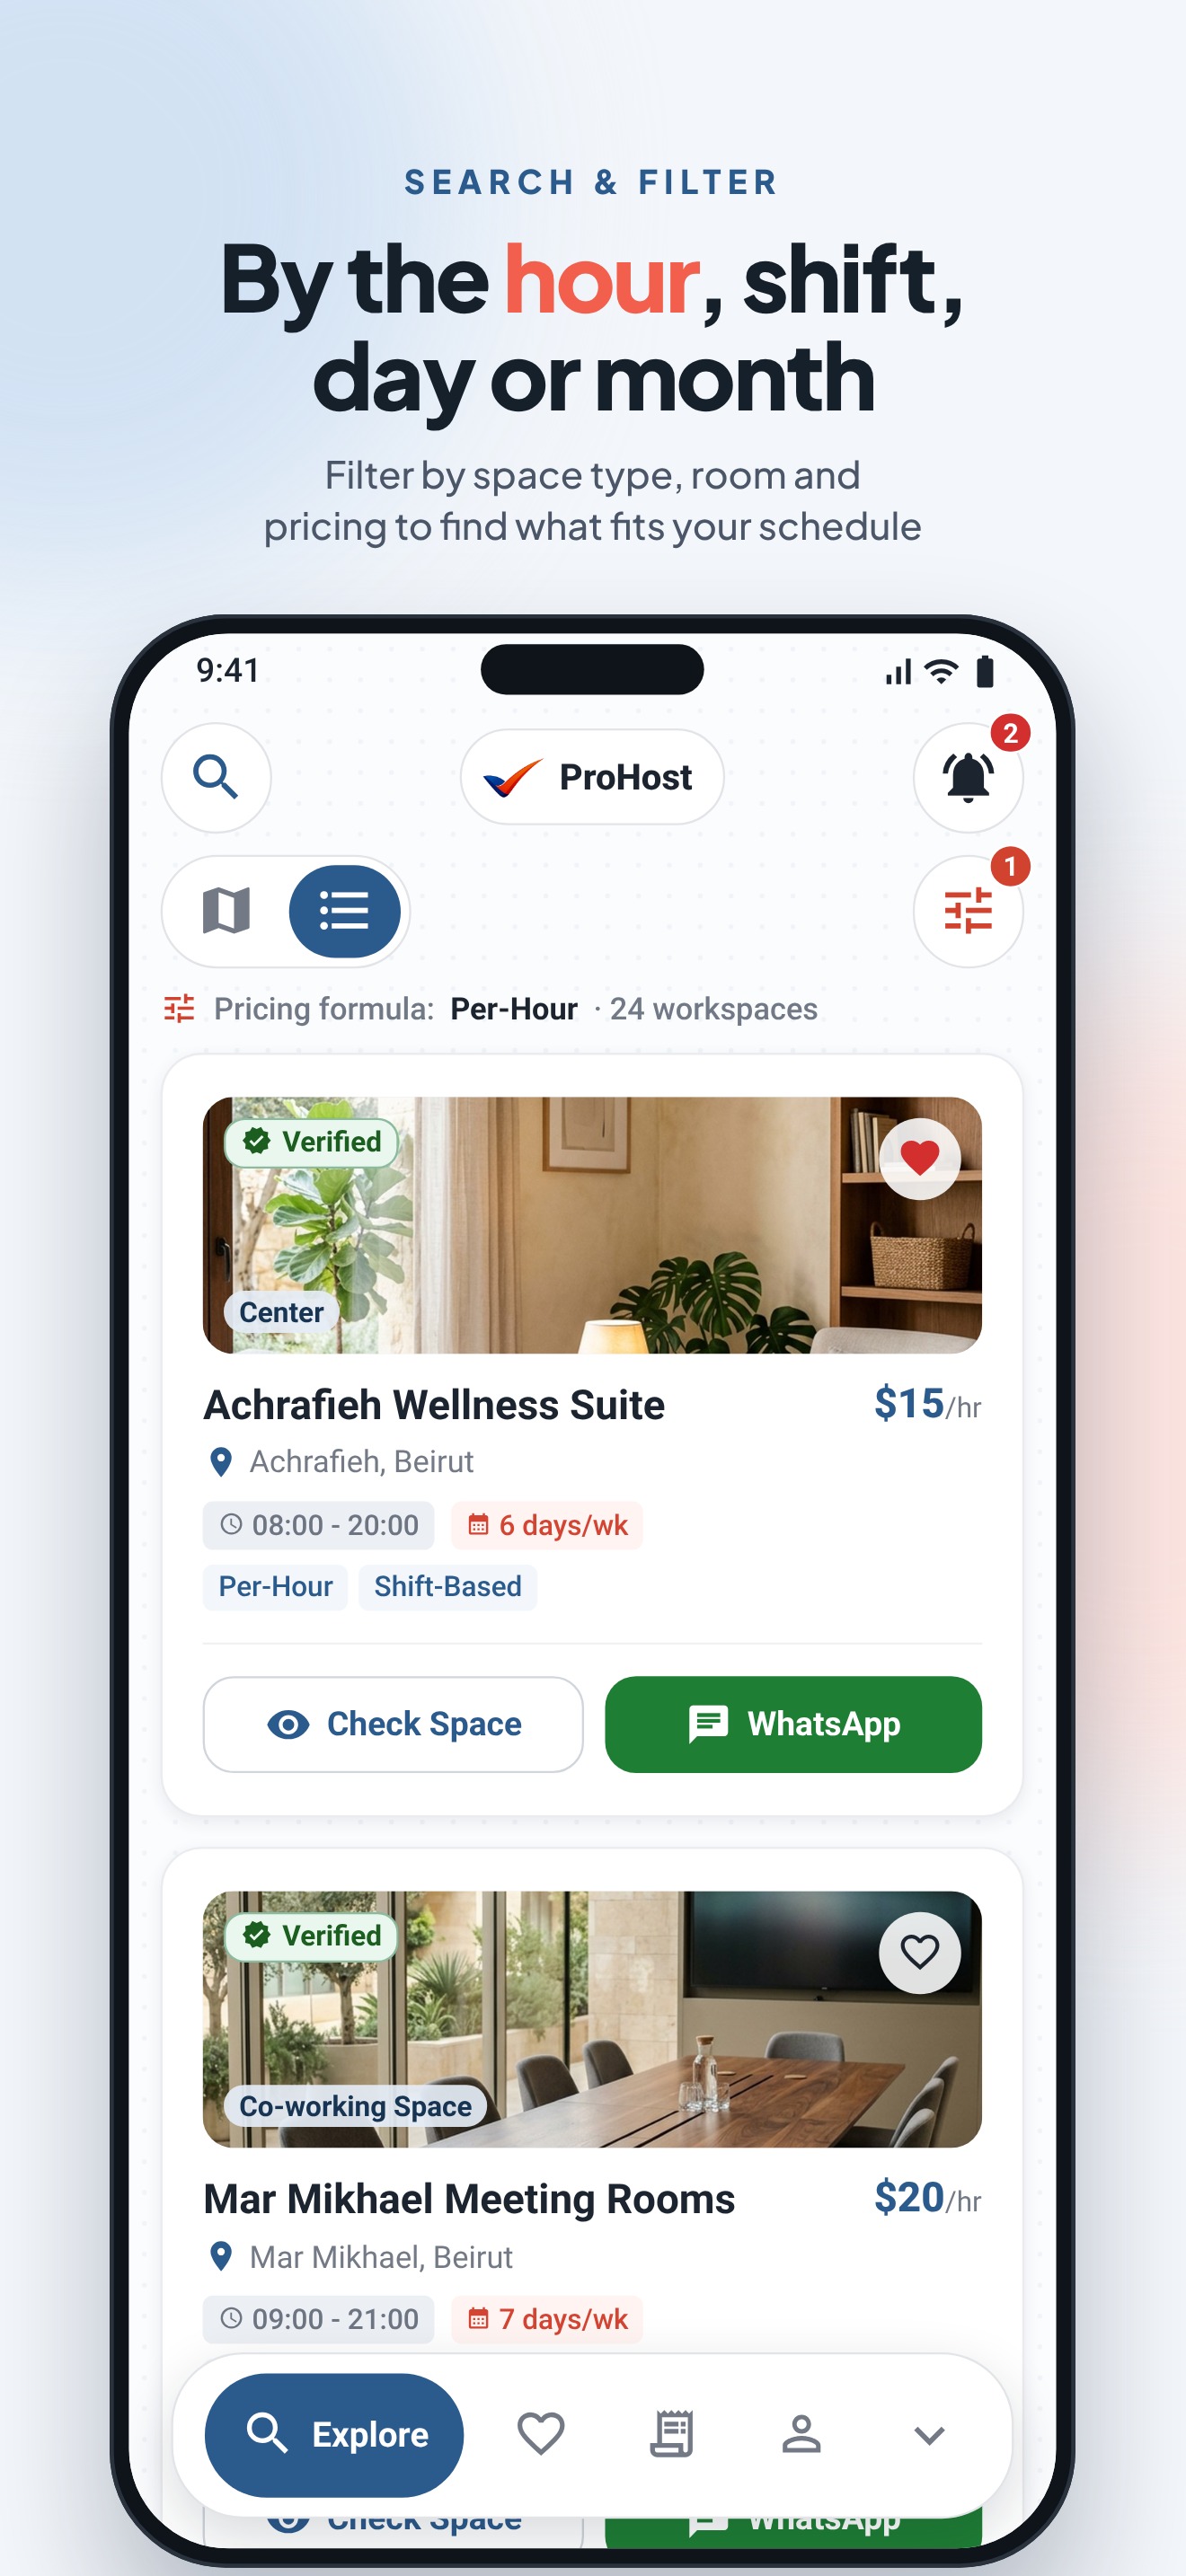 SEARCH & FILTER
By the hour, shift,
day or month
Filter by space type, room and
pricing to find what fits your schedule
9:41
2
ProHost
1
Pricing formula: Per-Hour · 24 workspaces
Verified
Center
Achrafieh Wellness Suite $15/hr
Achrafieh, Beirut
08:00 - 20:00 6 days/wk
Per-Hour Shift-Based
Check Space WhatsApp
Verified
Co-working Space
Mar Mikhael Meeting Rooms $20/hr
Mar Mikhael, Beirut
09:00 - 21:00 7 days/wk
Explore
Check Space WhatsApp